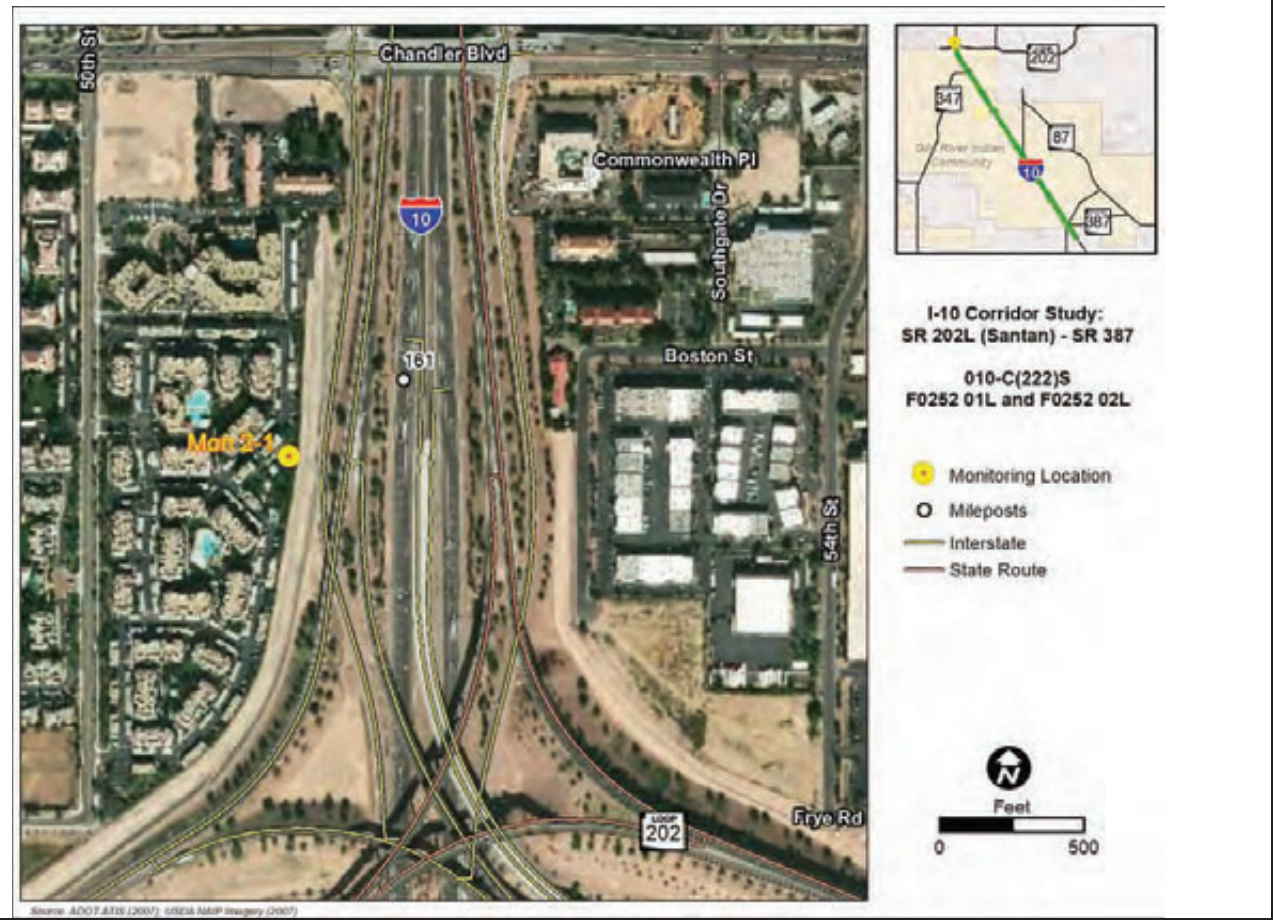 50th St
Chandler Blvd
Commonwealth Pl
Southgate Dr
10
161
Boston St
Mon 2-1
54th St
Frye Rd
LOOP
202
202
347
87
Gila River Indian
Community
10
387
I-10 Corridor Study:
SR 202L (Santan) - SR 387
010-C(222)S
F0252 01L and F0252 02L
Monitoring Location
Mileposts
Interstate
State Route
N
Feet
0
500
Source: ADOT ATIS (2007); USDA NAIP Imagery (2007)